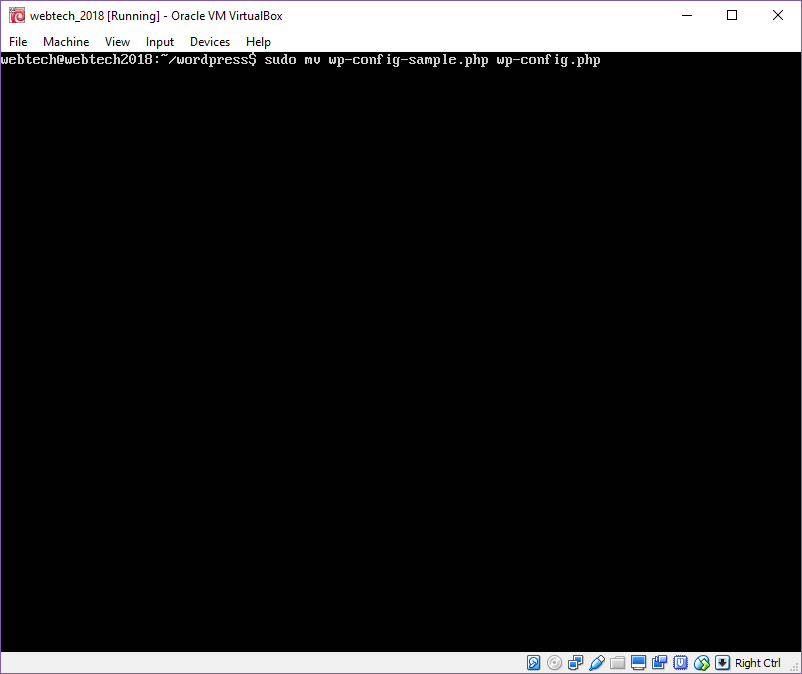 webtech_2018 [Running] - Oracle VM VirtualBox
File Machine View Input Devices Help
webtech@webtech2018:~/wordpress$ sudo mv wp-config-sample.php wp-config.php
Right Ctrl